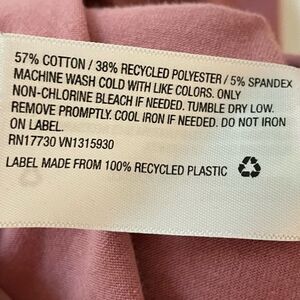 57% COTTON / 38% RECYCLED POLYESTER / 5% SPANDEX
MACHINE WASH COLD WITH LIKE COLORS. ONLY
NON-CHLORINE BLEACH IF NEEDED. TUMBLE DRY LOW.
REMOVE PROMPTLY. COOL IRON IF NEEDED. DO NOT IRON
ON LABEL.
RN17730 VN1315930
LABEL MADE FROM 100% RECYCLED PLASTIC